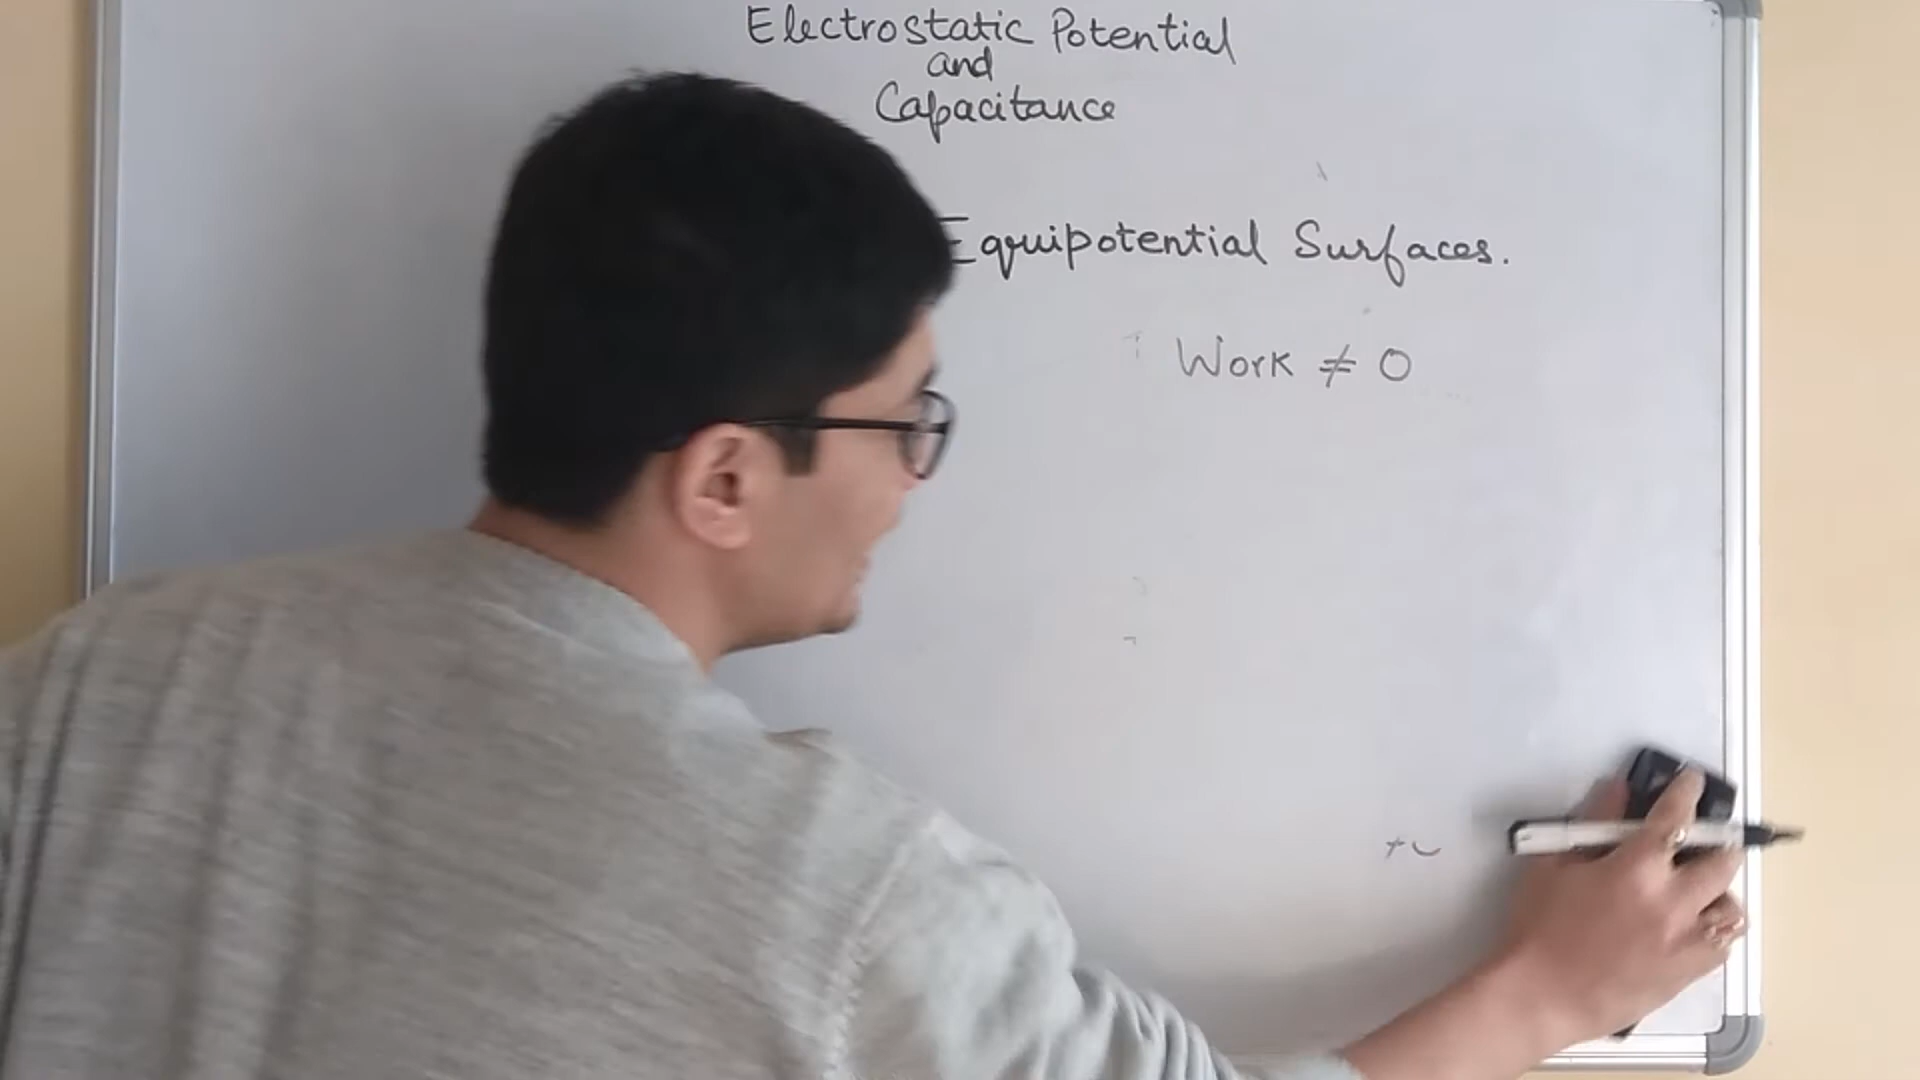 Electrostatic Potential
and
Capacitance
Equipotential Surfaces.
Work ≠ 0